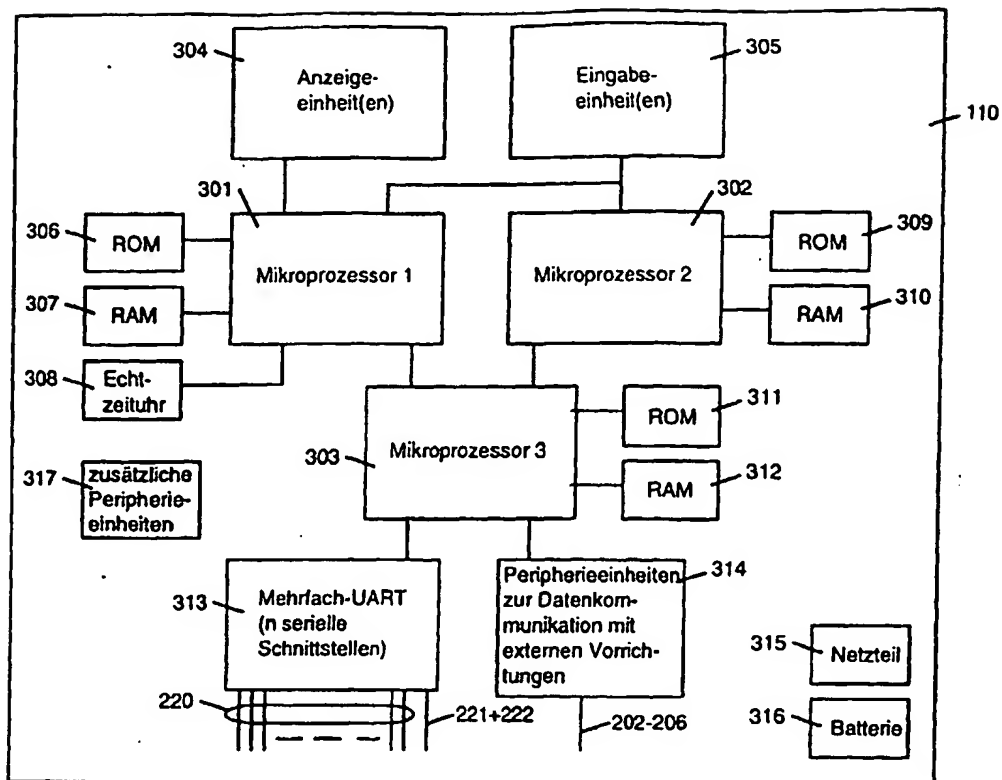 304
Anzeige-
einheit(en)
305
Eingabe-
einheit(en)
110
301
302
306
ROM
Mikroprozessor 1
Mikroprozessor 2
ROM
309
307
RAM
RAM
310
308
Echt-
zeituhr
303
Mikroprozessor 3
ROM
311
RAM
312
317
zusätzliche
Peripherie-
einheiten
313
Mehrfach-UART
(n serielle
Schnittstellen)
Peripherieeinheiten
zur Datenkom-
munikation mit
externen Vorrich-
tungen
314
315
Netzteil
316
Batterie
220
221+222
202-206